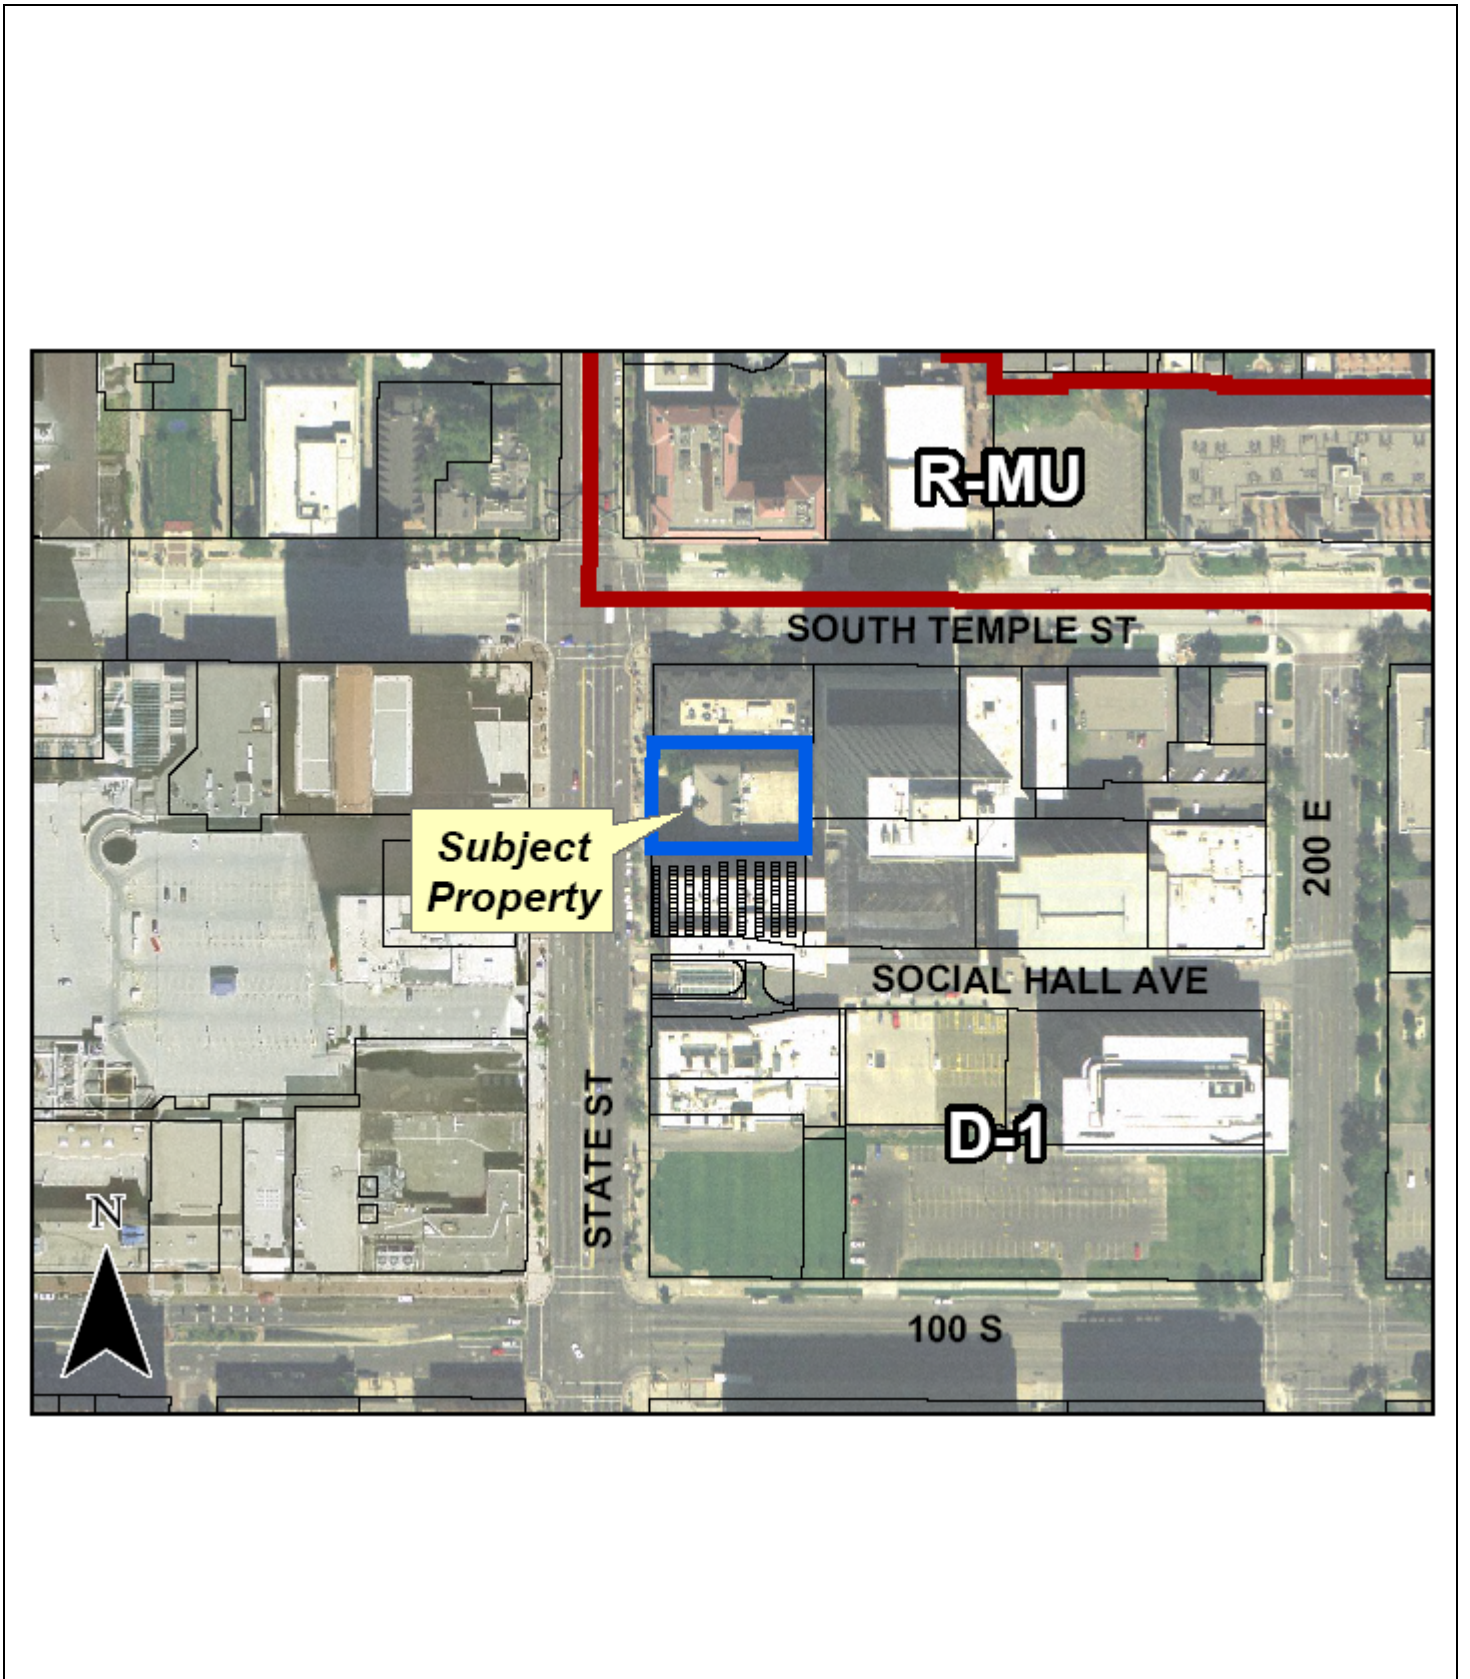 R-MU
SOUTH TEMPLE ST
Subject
Property
200 E
SOCIAL HALL AVE
STATE ST
D-1
N
100 S